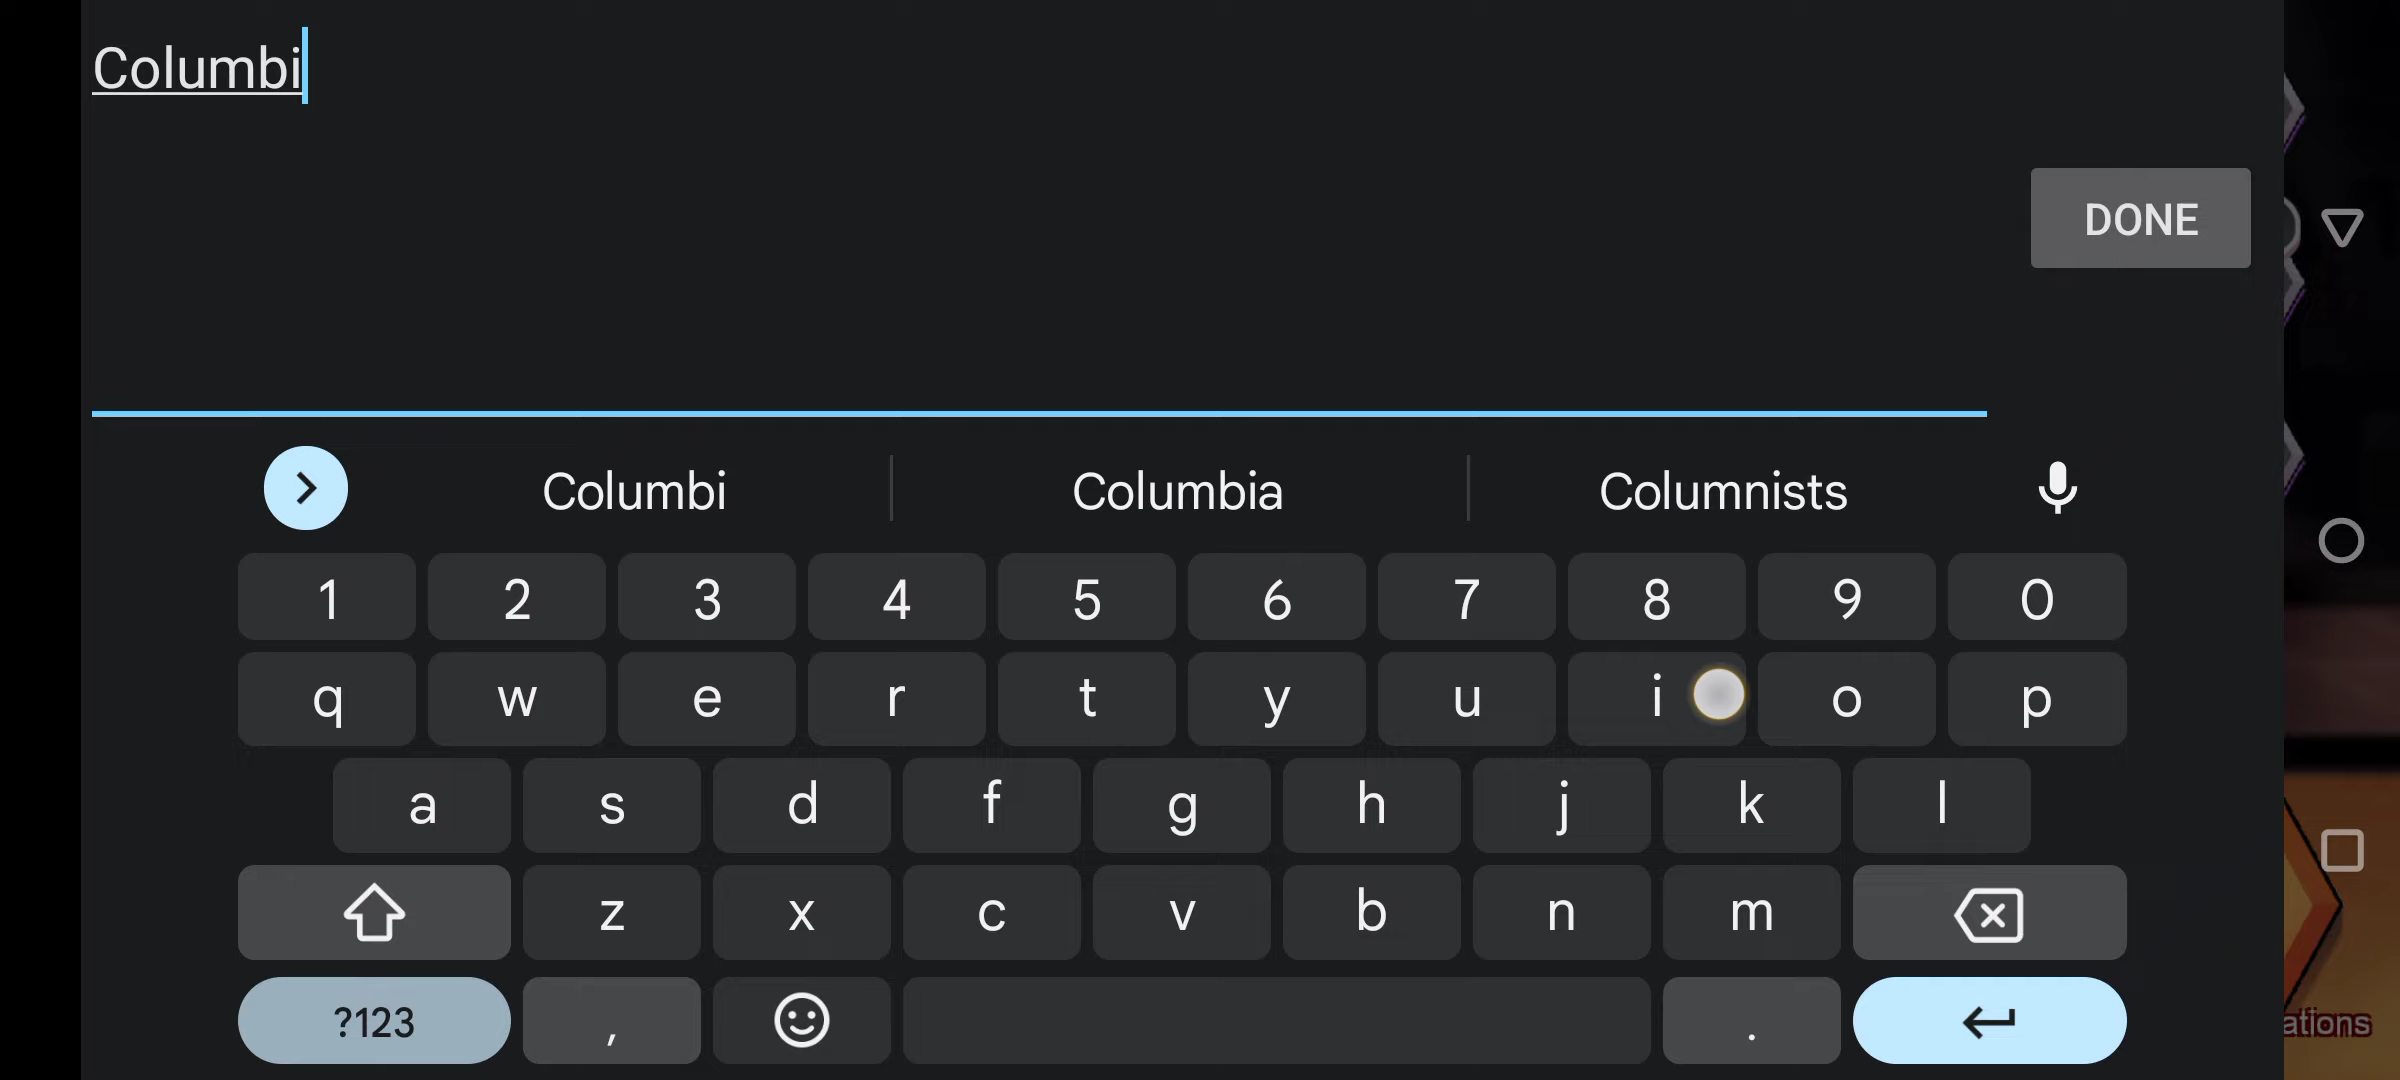 Columbi
DONE
Columbi Columbia Columnists
1 2 3 4 5 6 7 8 9 0
q w e r t y u i o p
a s d f g h j k l
z x c v b n m
?123 , .
ations